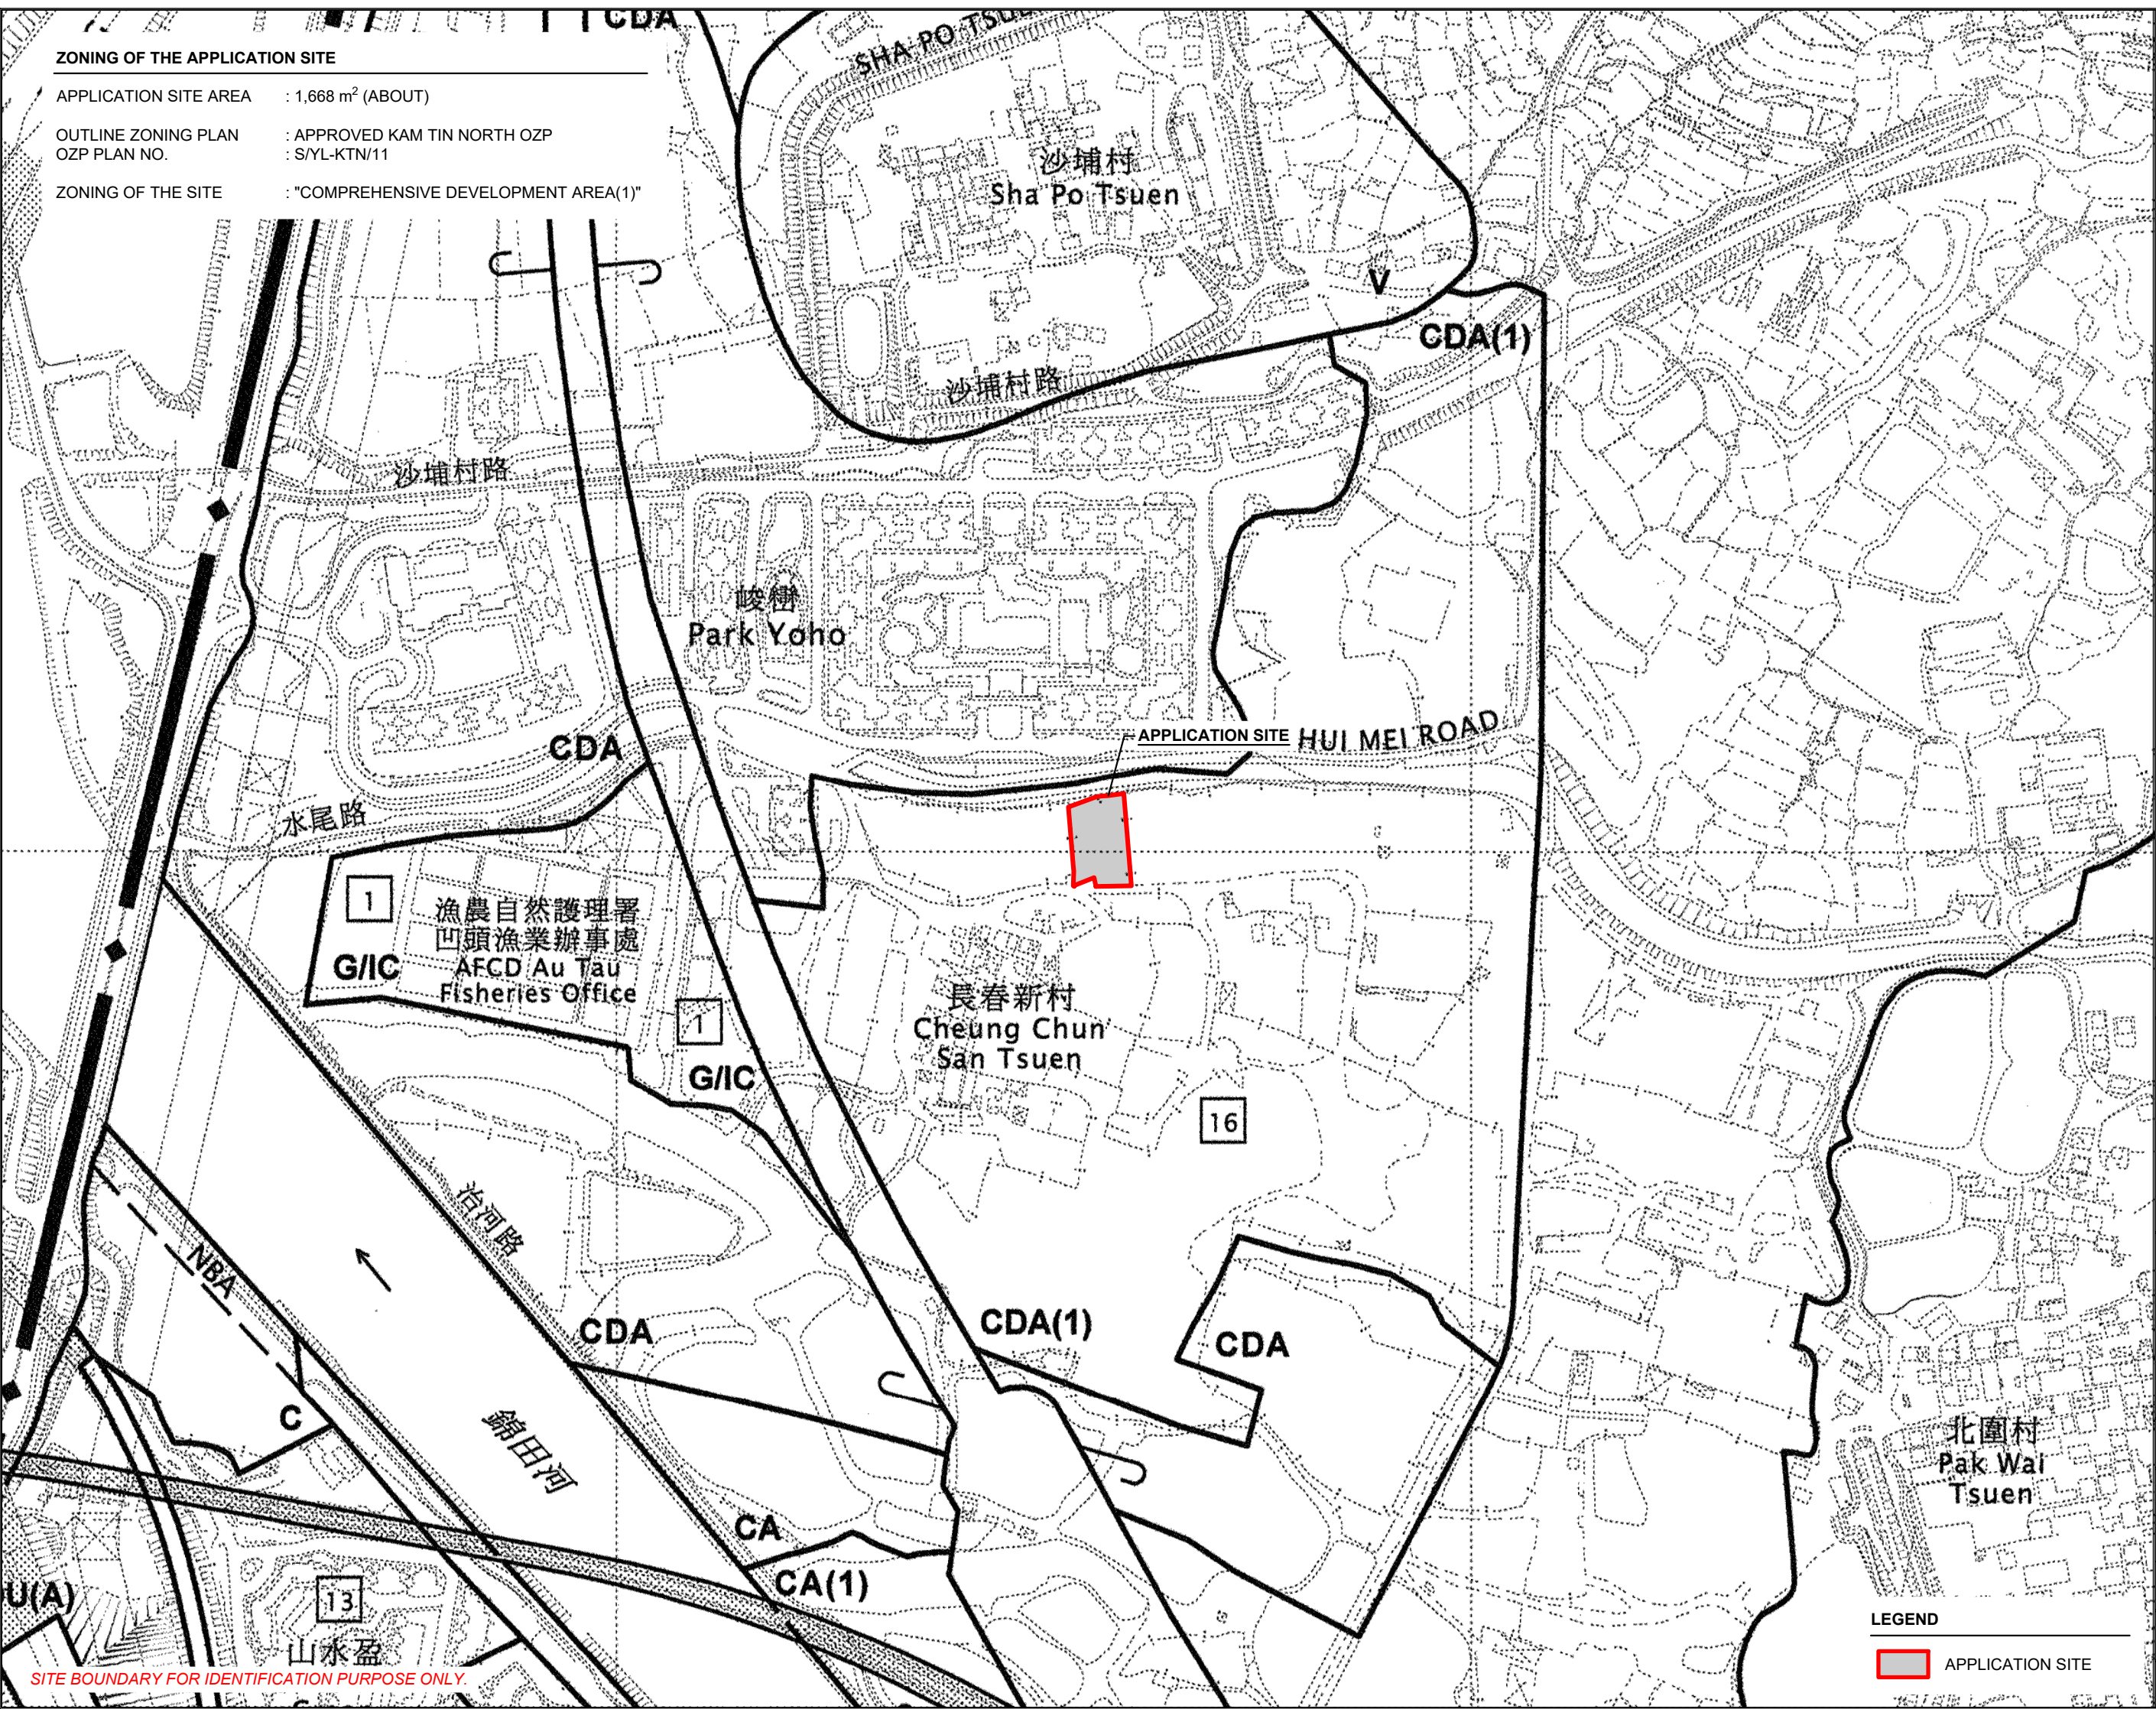 CDA
ZONING OF THE APPLICATION SITE
APPLICATION SITE AREA : 1,668 m² (ABOUT)
OUTLINE ZONING PLAN : APPROVED KAM TIN NORTH OZP
OZP PLAN NO. : S/YL-KTN/11
ZONING OF THE SITE : "COMPREHENSIVE DEVELOPMENT AREA(1)"
沙埔村
Sha Po Tsuen
V
CDA(1)
沙埔村路
沙埔村路
峻巒
Park Yoho
CDA
APPLICATION SITE
HUI MEI ROAD
水尾路
1
漁農自然護理署
凹頭漁業辦事處
AFCD Au Tau
Fisheries Office
G/IC
1
G/IC
長春新村
Cheung Chun
San Tsuen
16
治河路
NBA
CDA
CDA(1)
CDA
C
錦田河
北圍村
Pak Wai
Tsuen
CA
CA(1)
U(A)
13
山水盈
SITE BOUNDARY FOR IDENTIFICATION PURPOSE ONLY.
LEGEND
APPLICATION SITE